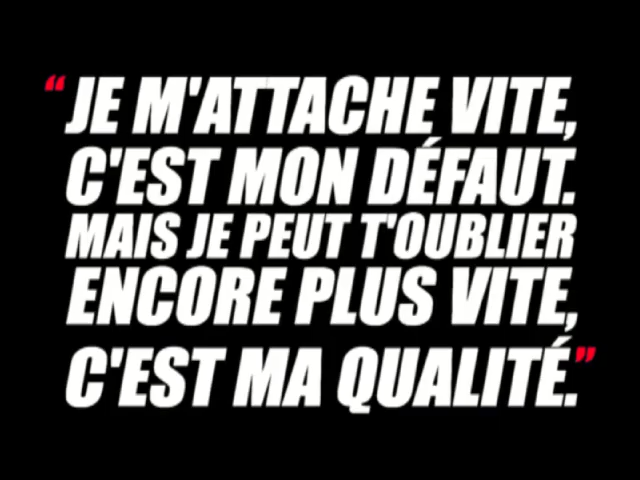 “JE M'ATTACHE VITE,
C'EST MON DÉFAUT.
MAIS JE PEUT T'OUBLIER
ENCORE PLUS VITE,
C'EST MA QUALITÉ.”